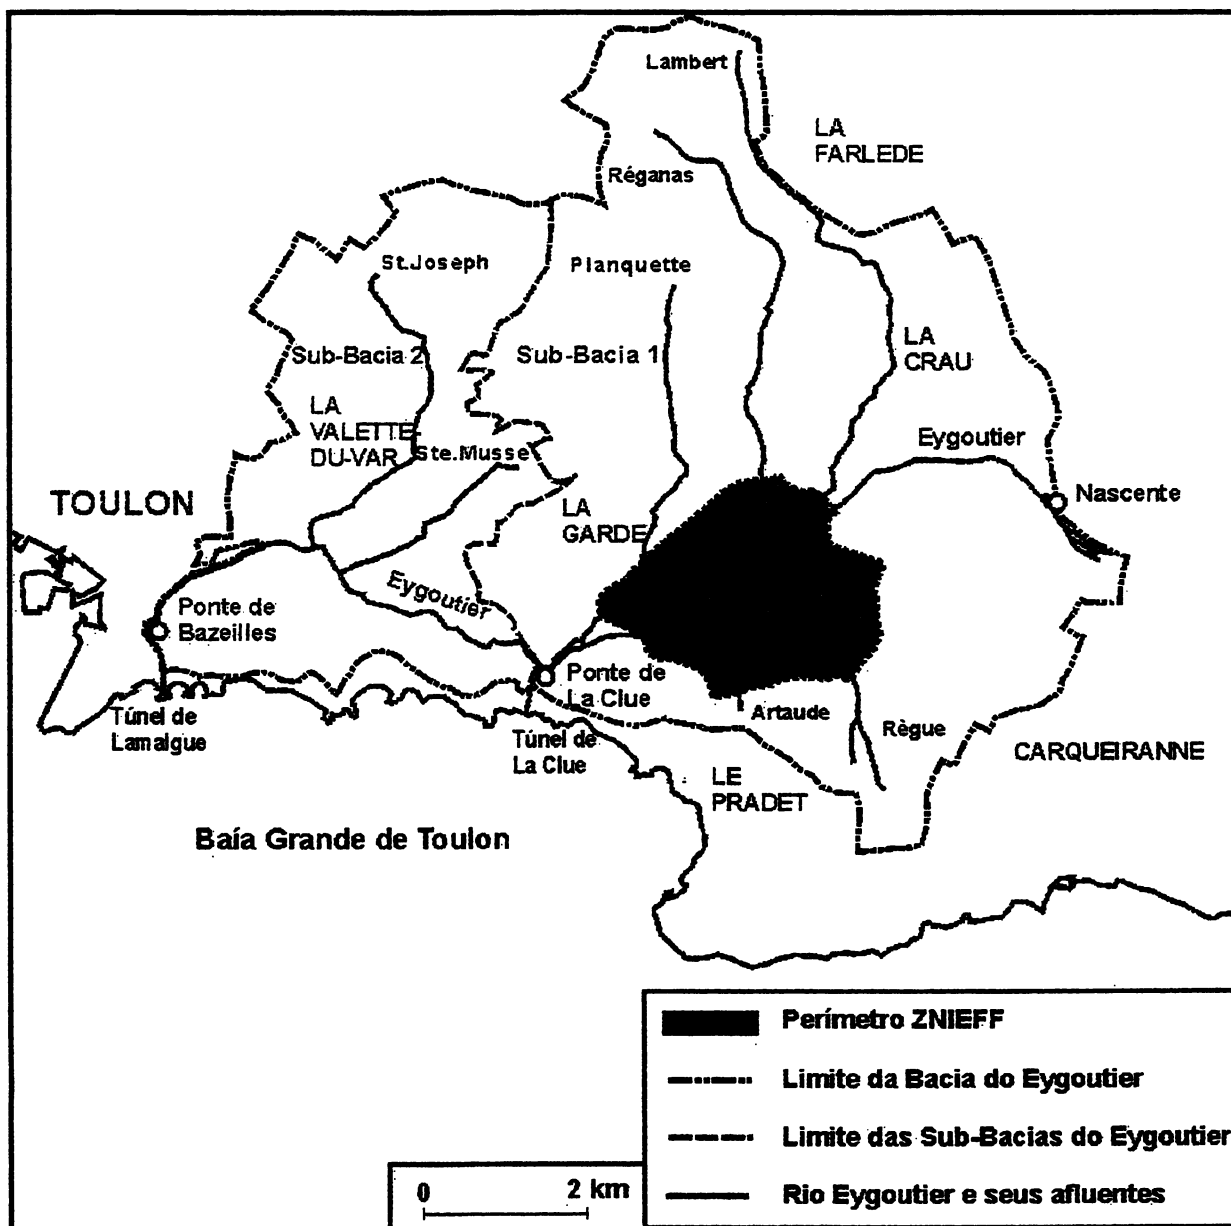 Lambert
LA
FARLEDE
Réganas
St.Joseph
Planquette
Sub-Bacia 2
Sub-Bacia 1
LA
CRAU
LA
VALETTE-
DU-VAR
Ste.Musse
Eygoutier
TOULON
LA
GARDE
Nascente
Eygoutier
Ponte de
Bazeilles
Ponte de
La Clue
Túnel de
Lamalgue
Túnel de
La Clue
Artaude
Règue
CARQUEIRANNE
LE
PRADET
Baía Grande de Toulon
Perímetro ZNIEFF
Limite da Bacia do Eygoutier
Limite das Sub-Bacias do Eygoutier
Rio Eygoutier e seus afluentes
0 2 km